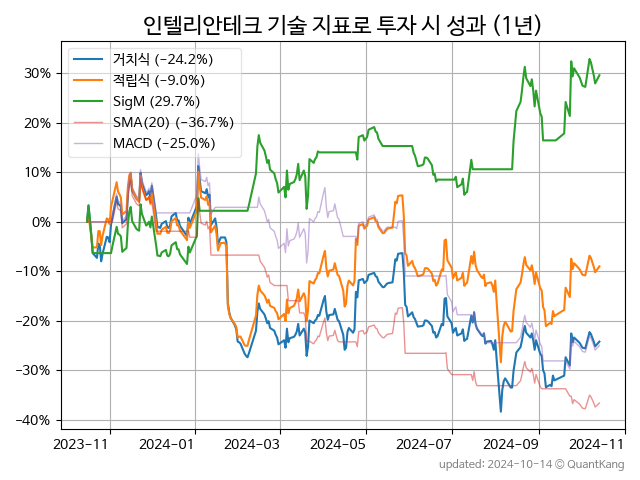 인텔리안테크 기술 지표로 투자 시 성과 (1년)
거치식 (−24.2%)
적립식 (−9.0%)
SigM (29.7%)
SMA(20) (−36.7%)
MACD (−25.0%)
30%
20%
10%
0%
−10%
−20%
−30%
−40%
2023-11 2024-01 2024-03 2024-05 2024-07 2024-09 2024-11
updated: 2024-10-14 © QuantKang